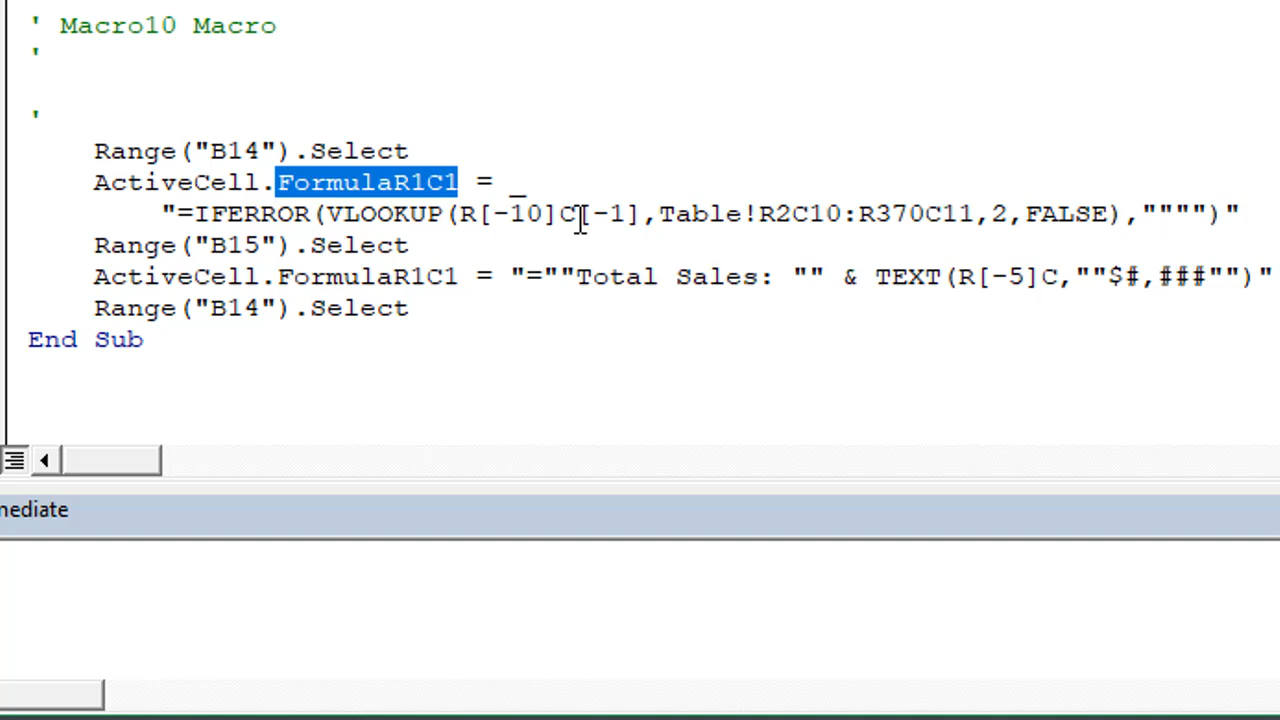 ' Macro10 Macro
'
'
Range("B14").Select
ActiveCell.FormulaR1C1 = _
"=IFERROR(VLOOKUP(R[-10]C[-1],Table!R2C10:R370C11,2,FALSE),"""")"
Range("B15").Select
ActiveCell.FormulaR1C1 = "=""Total Sales: "" & TEXT(R[-5]C,""$#,###"")"
Range("B14").Select
End Sub
mediate